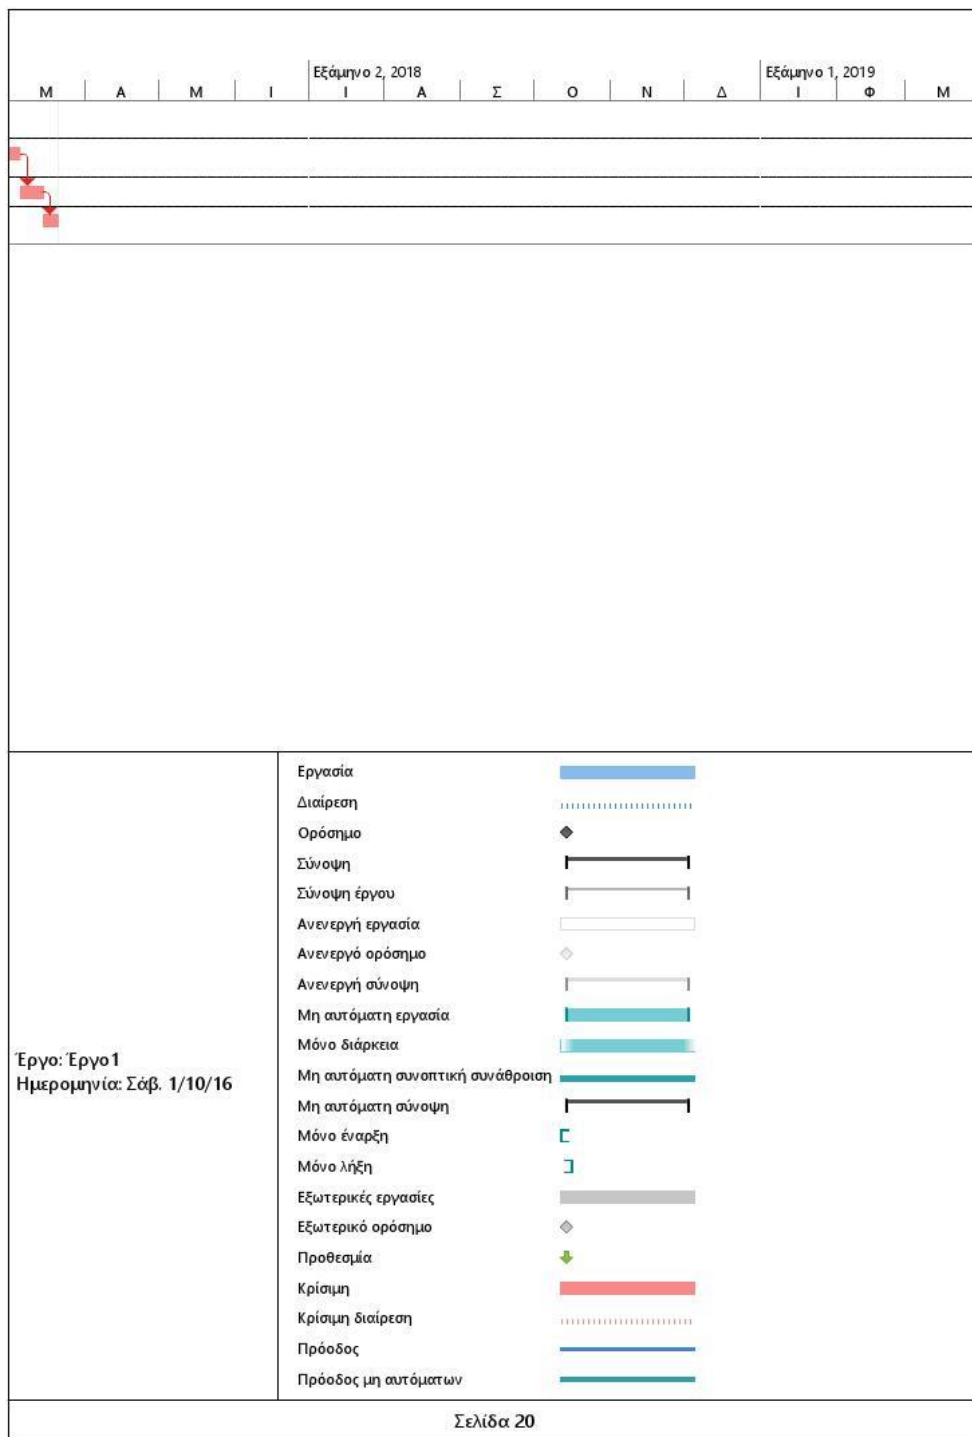 Εξάμηνο 2, 2018 Εξάμηνο 1, 2019
Μ Α Μ Ι Ι Α Σ Ο Ν Δ Ι Φ Μ
Εργασία
Διαίρεση
Ορόσημο
Σύνοψη
Σύνοψη έργου
Ανενεργή εργασία
Ανενεργό ορόσημο
Ανενεργή σύνοψη
Μη αυτόματη εργασία
Μόνο διάρκεια
Έργο: Έργο1
Ημερομηνία: Σάβ. 1/10/16
Μη αυτόματη συνοπτική συνάθροιση
Μη αυτόματη σύνοψη
Μόνο έναρξη
Μόνο λήξη
Εξωτερικές εργασίες
Εξωτερικό ορόσημο
Προθεσμία
Κρίσιμη
Κρίσιμη διαίρεση
Πρόοδος
Πρόοδος μη αυτόματων
Σελίδα 20